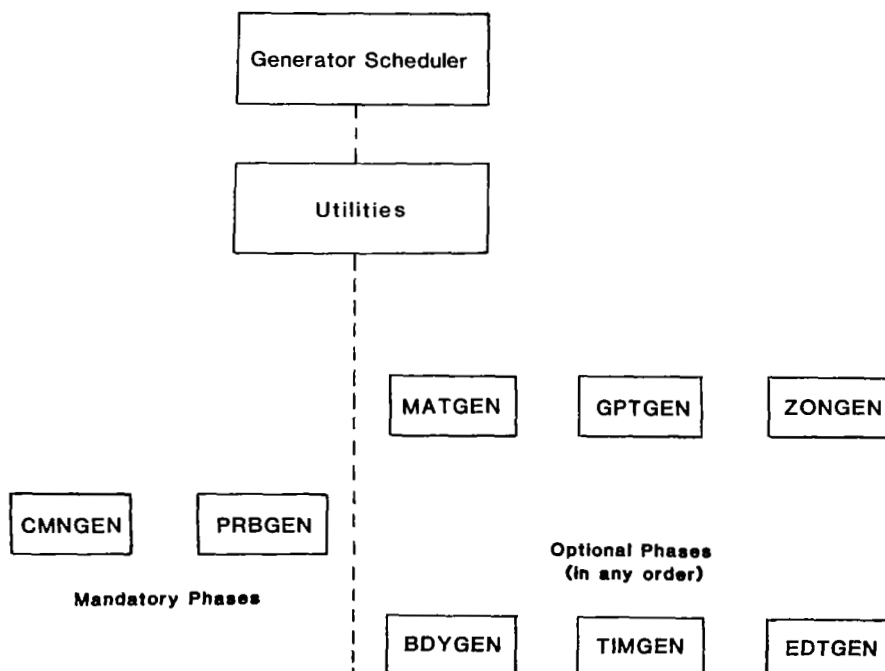 Generator Scheduler
Utilities
MATGEN
GPTGEN
ZONGEN
CMNGEN
PRBGEN
Optional Phases
(in any order)
Mandatory Phases
BDYGEN
TIMGEN
EDTGEN